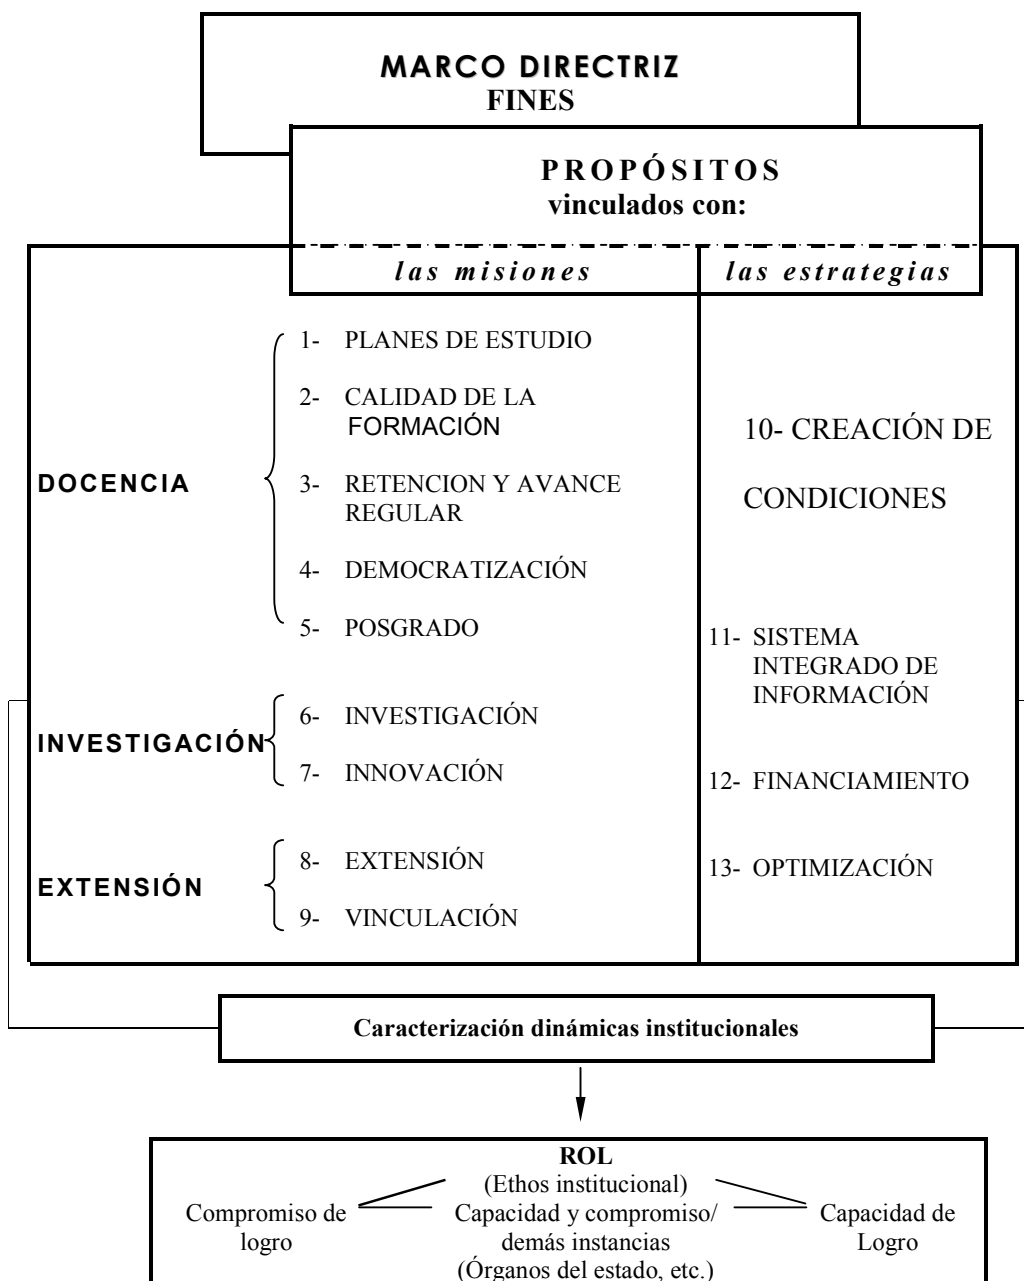 MARCO DIRECTRIZ
FINES
PROPÓSITOS
vinculados con:
las misiones
las estrategias
DOCENCIA
1- PLANES DE ESTUDIO
2- CALIDAD DE LA
FORMACIÓN
3- RETENCION Y AVANCE
REGULAR
4- DEMOCRATIZACIÓN
5- POSGRADO
INVESTIGACIÓN
6- INVESTIGACIÓN
7- INNOVACIÓN
EXTENSIÓN
8- EXTENSIÓN
9- VINCULACIÓN
10- CREACIÓN DE
CONDICIONES
11- SISTEMA
INTEGRADO DE
INFORMACIÓN
12- FINANCIAMIENTO
13- OPTIMIZACIÓN
Caracterización dinámicas institucionales
ROL
(Ethos institucional)
Compromiso de
logro
Capacidad y compromiso/
demás instancias
(Órganos del estado, etc.)
Capacidad de
Logro